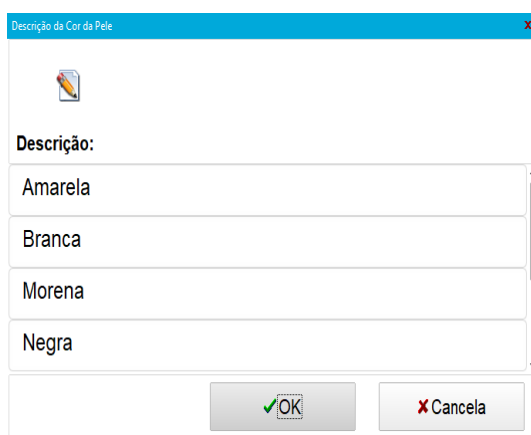 Descrição da Cor da Pele
Descrição:
Amarela
Branca
Morena
Negra
OK
Cancela